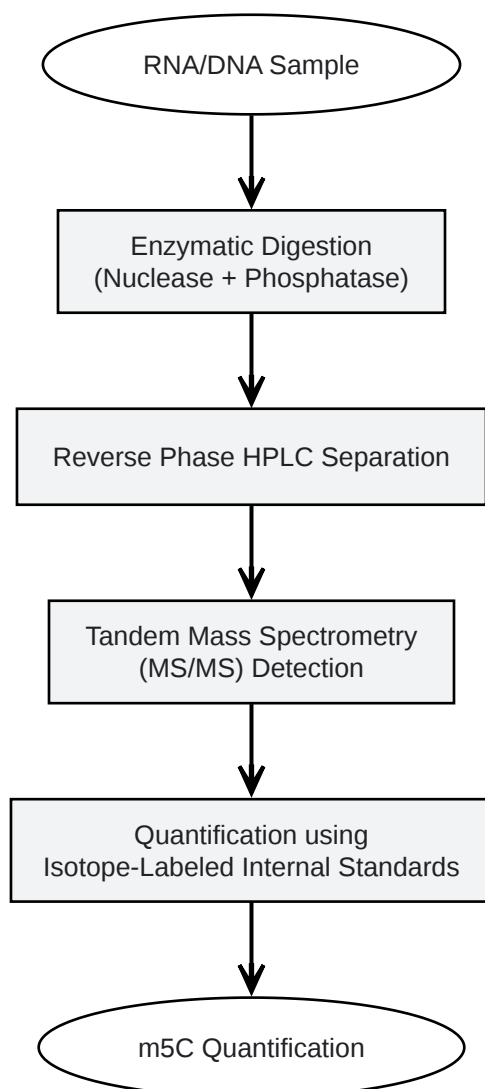 RNA/DNA Sample
Enzymatic Digestion
(Nuclease + Phosphatase)
Reverse Phase HPLC Separation
Tandem Mass Spectrometry
(MS/MS) Detection
Quantification using
Isotope-Labeled Internal Standards
m5C Quantification